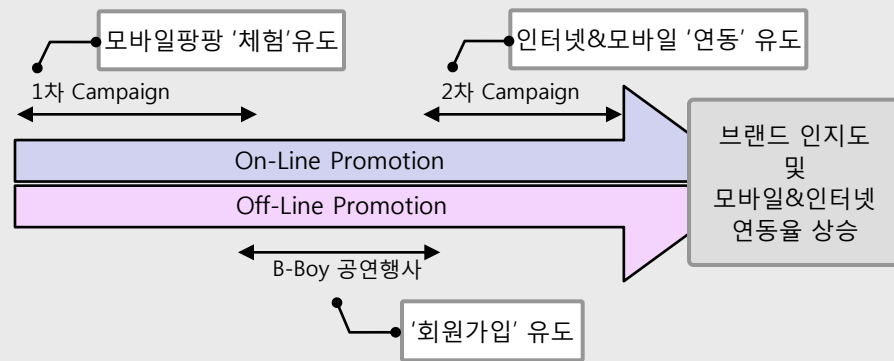 모바일팡팡 '체험'유도
인터넷&모바일 '연동' 유도
1차 Campaign
2차 Campaign
On-Line Promotion
Off-Line Promotion
브랜드 인지도
및
모바일&인터넷
연동율 상승
B-Boy 공연행사
'회원가입' 유도